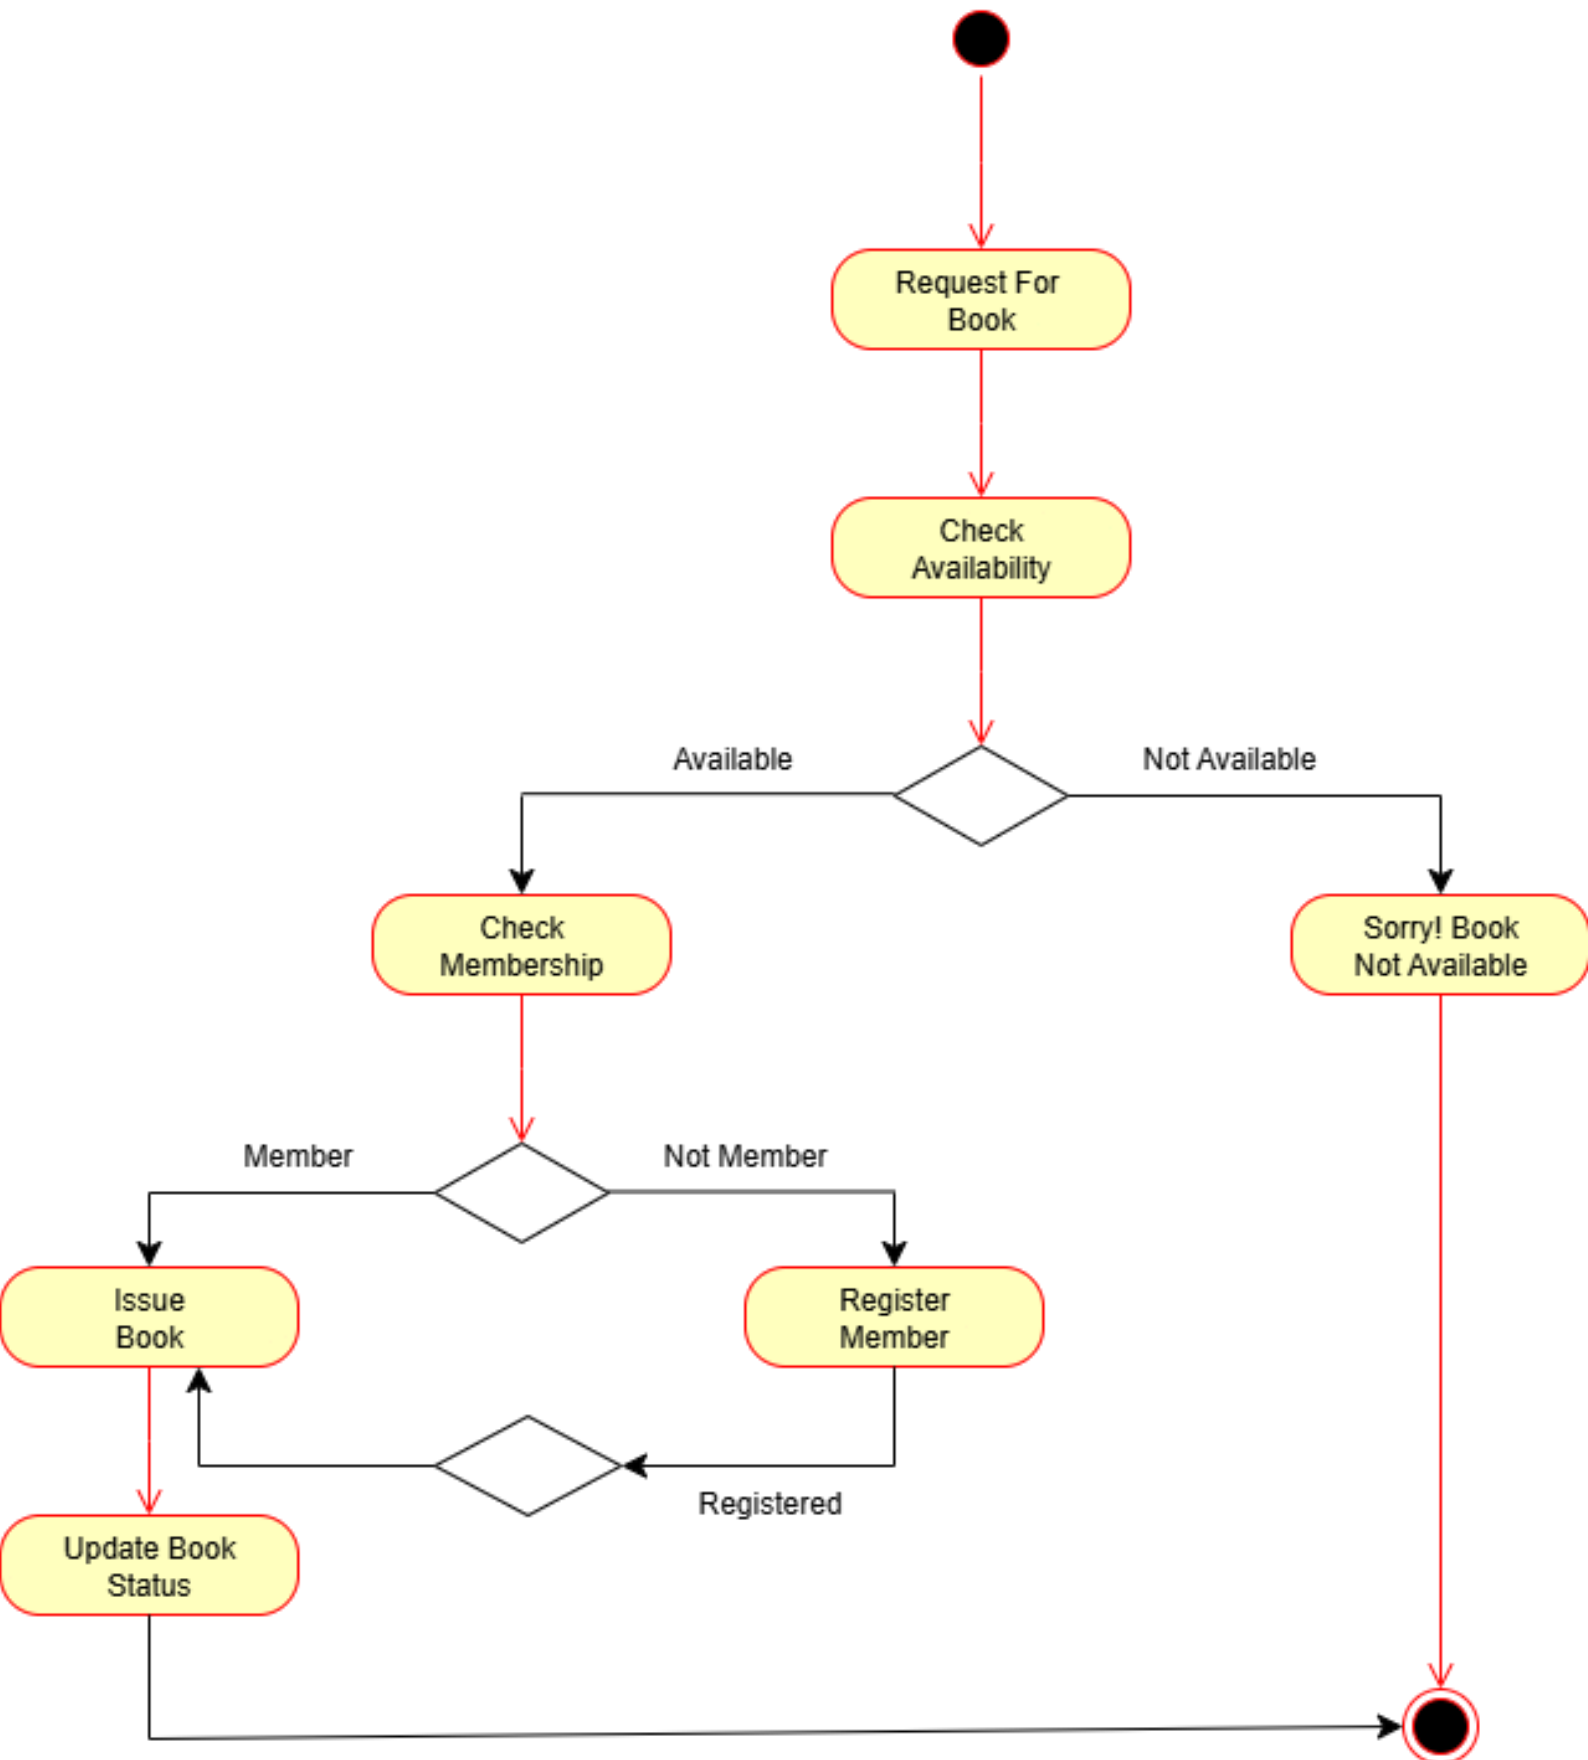 Request For
Book
Check
Availability
Available
Not Available
Check
Membership
Sorry! Book
Not Available
Member
Not Member
Issue
Book
Register
Member
Registered
Update Book
Status